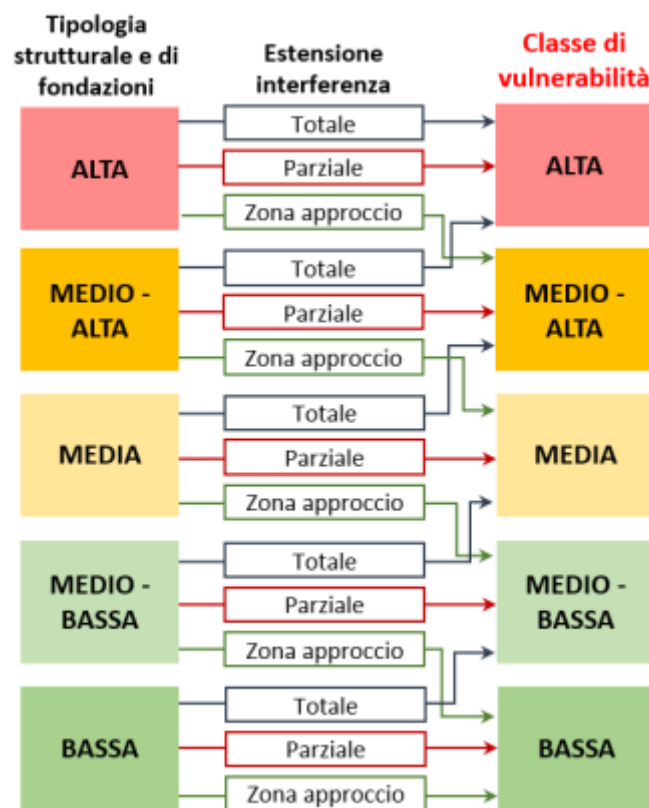 Tipologia
strutturale e di
fondazioni
Estensione
interferenza
Classe di
vulnerabilità
ALTA
Totale
Parziale
Zona approccio
ALTA
MEDIO -
ALTA
Totale
Parziale
Zona approccio
MEDIO -
ALTA
MEDIA
Totale
Parziale
Zona approccio
MEDIA
MEDIO -
BASSA
Totale
Parziale
Zona approccio
MEDIO -
BASSA
BASSA
Totale
Parziale
Zona approccio
BASSA